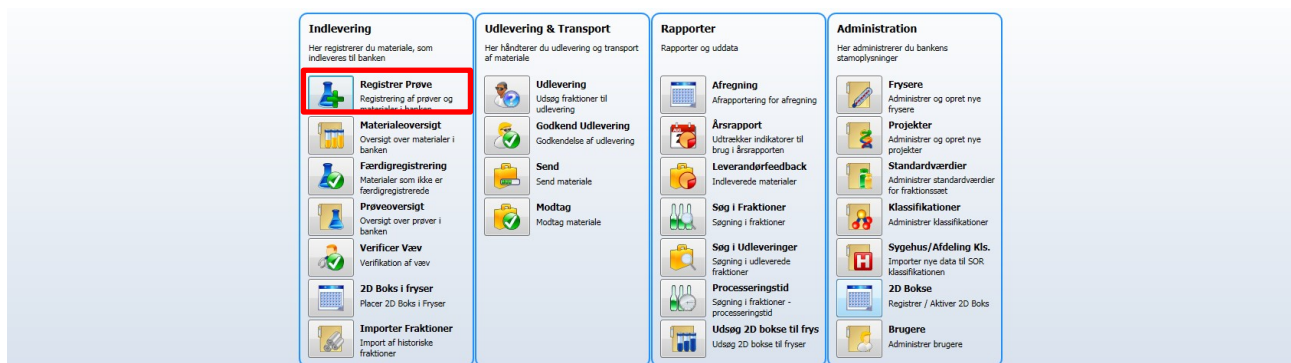 Indlevering
Her registrerer du materiale, som
indleveres til banken
Registrer Prøve
Registrering af prøver og
materialer i banken
Materialeoversigt
Oversigt over materialer i
banken
Færdigregistrering
Materialer som ikke er
færdigregistrerede
Prøveoversigt
Oversigt over prøver i
banken
Verificer Væv
Verifikation af væv
2D Boks i fryser
Placer 2D Boks i Fryser
Importer Fraktioner
Import af historiske
fraktioner
Udlevering & Transport
Her håndterer du udlevering og transport
af materiale
Udlevering
Udsøg fraktioner til
udlevering
Godkend Udlevering
Godkendelse af udlevering
Send
Send materiale
Modtag
Modtag materiale
Rapporter
Rapporter og uddata
Afregning
Afrapportering for afregning
Årsrapport
Udtrækker indikatorer til
brug i årsrapporten
Leverandørfeedback
Indleverede materialer
Søg i Fraktioner
Søgning i fraktioner
Søg i Udleveringer
Søgning i udleverede
fraktioner
Processeringstid
Søgning i fraktioner -
processeringstid
Udsøg 2D bokse til frys
Udsøg 2D bokse til fryser
Administration
Her administrerer du bankens
stamoplysninger
Frysere
Administrer og opret nye
frysere
Projekter
Administrer og opret nye
projekter
Standardværdier
Administrer standardværdier
for fraktionssæt
Klassifikationer
Administrer klassifikationer
Sygehus/Afdeling Kls.
Importer nye data til SOR
klassifikationen
2D Bokse
Registrer / Aktiver 2D Boks
Brugere
Administrer brugere